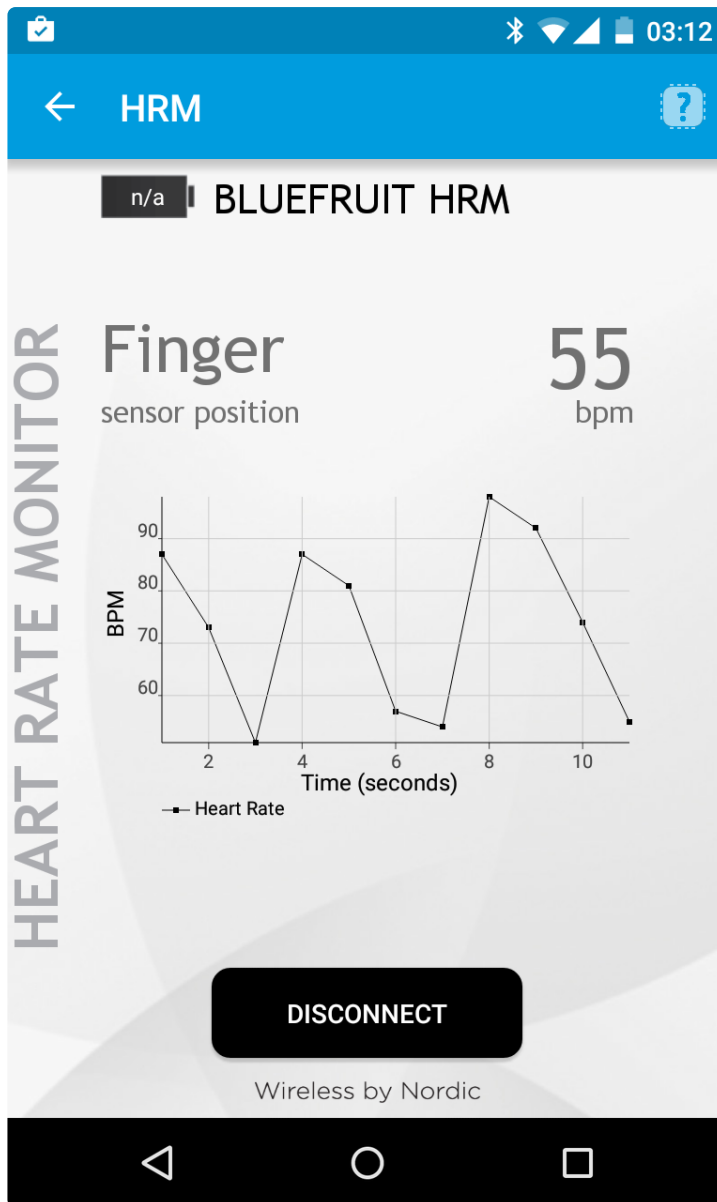 03:12
HRM
?
n/a BLUEFRUIT HRM
HEART RATE MONITOR
Finger 55
sensor position bpm
BPM
90
80
70
60
2 4 6 8 10
Time (seconds)
Heart Rate
DISCONNECT
Wireless by Nordic